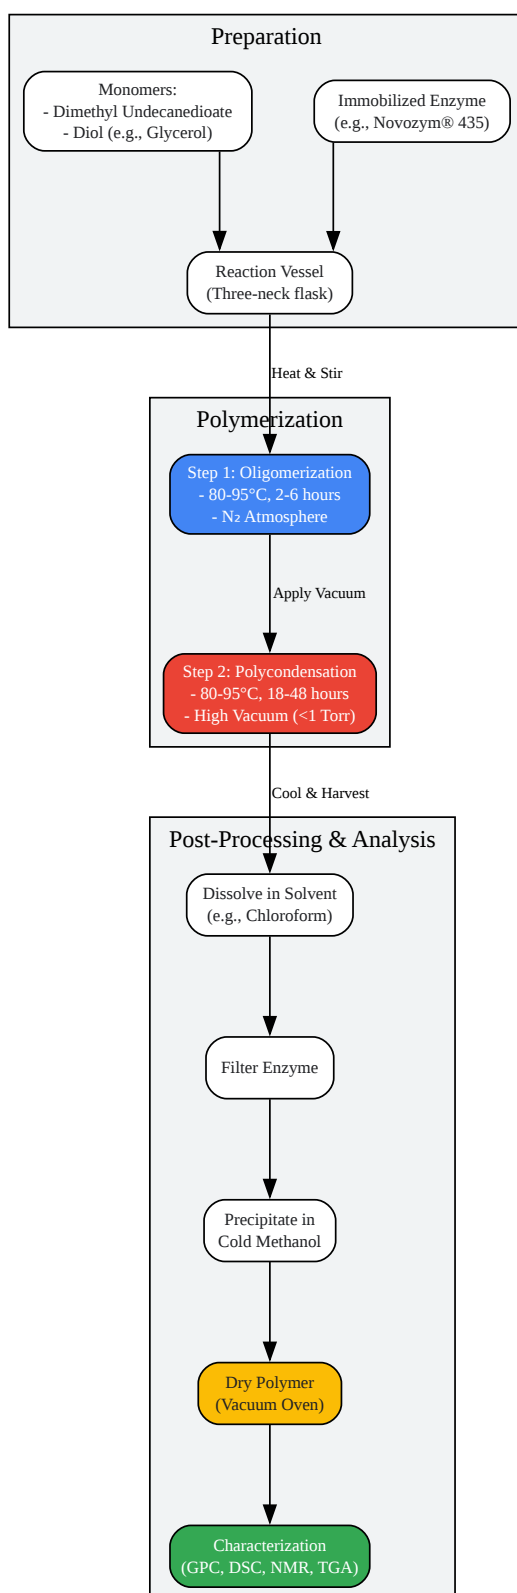 Preparation
Monomers:
- Dimethyl Undecanedioate
- Diol (e.g., Glycerol)
Immobilized Enzyme
(e.g., Novozym® 435)
Reaction Vessel
(Three-neck flask)
Heat & Stir
Polymerization
Step 1: Oligomerization
- 80-95°C, 2-6 hours
- N₂ Atmosphere
Apply Vacuum
Step 2: Polycondensation
- 80-95°C, 18-48 hours
- High Vacuum (<1 Torr)
Cool & Harvest
Post-Processing & Analysis
Dissolve in Solvent
(e.g., Chloroform)
Filter Enzyme
Precipitate in
Cold Methanol
Dry Polymer
(Vacuum Oven)
Characterization
(GPC, DSC, NMR, TGA)